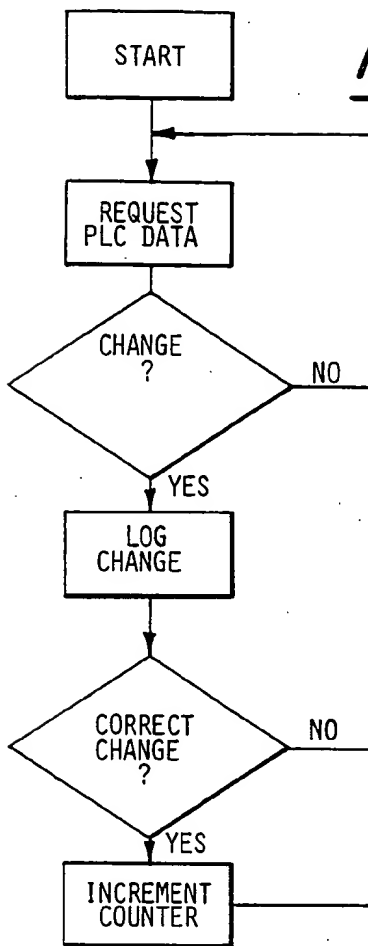 START
REQUEST
PLC DATA
CHANGE
?
NO
YES
LOG
CHANGE
CORRECT
CHANGE
?
NO
YES
INCREMENT
COUNTER